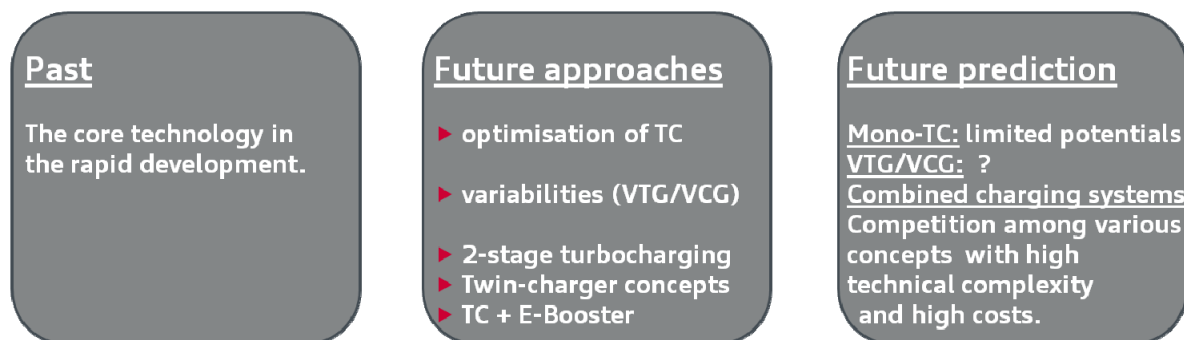 Past
The core technology in
the rapid development.
Future approaches
optimisation of TC
variabilities (VTG/VCG)
2-stage turbocharging
Twin-charger concepts
TC + E-Booster
Future prediction
Mono-TC: limited potentials
VTG/VCG: ?
Combined charging systems
Competition among various
concepts with high
technical complexity
and high costs.